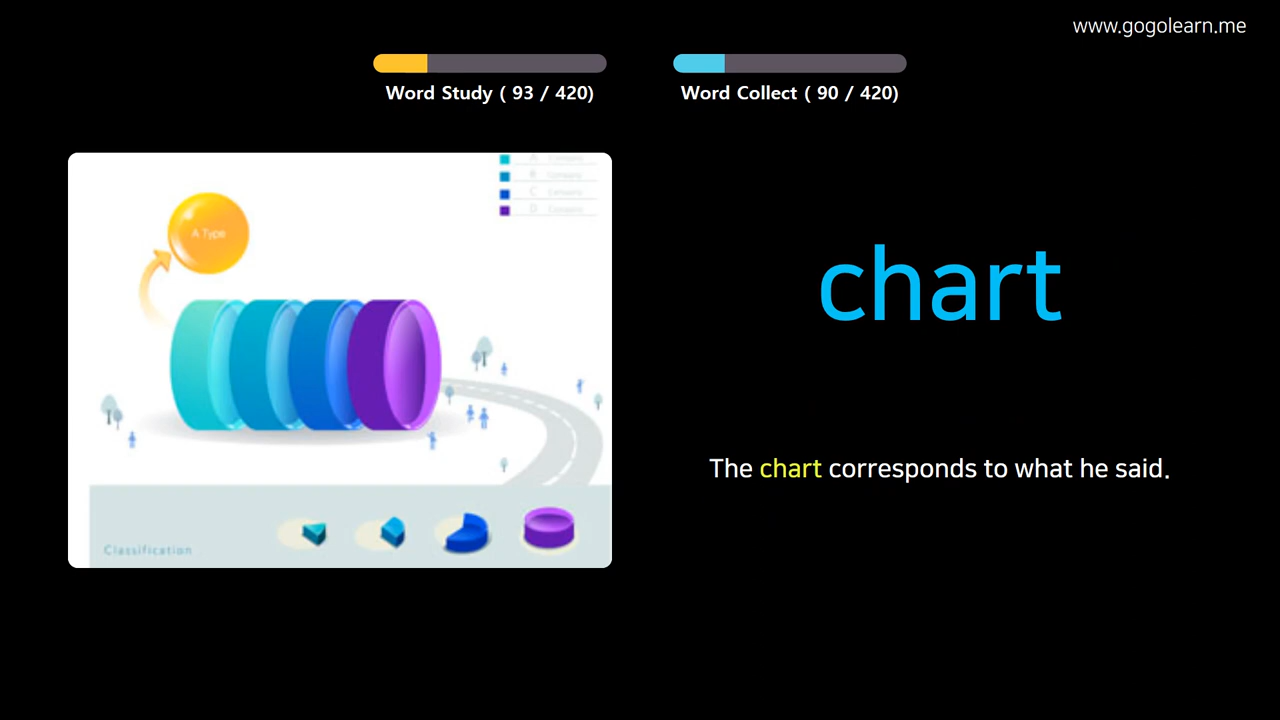 www.gogolearn.me
Word Study ( 93 / 420)
Word Collect ( 90 / 420)
A
B
C
D
A Type
chart
The chart corresponds to what he said.
Classification